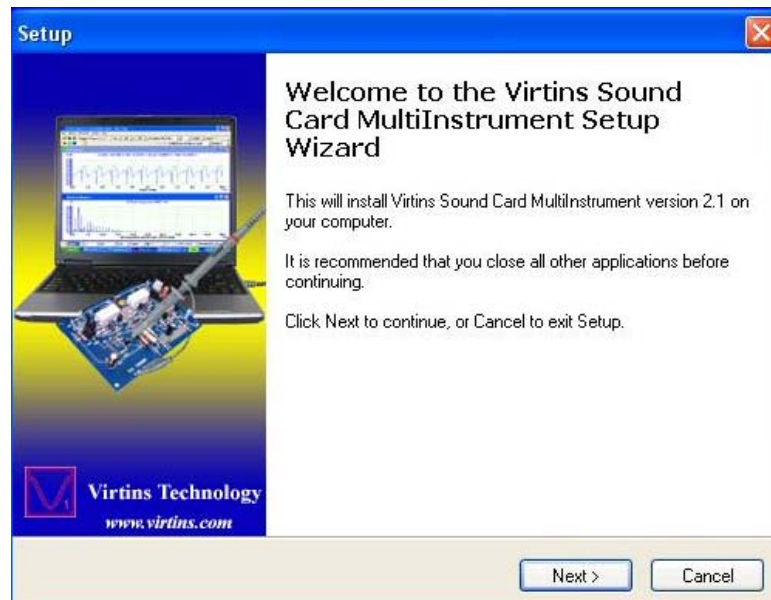 Setup
Welcome to the Virtins Sound
Card MultiInstrument Setup
Wizard
This will install Virtins Sound Card MultiInstrument version 2.1 on
your computer.
It is recommended that you close all other applications before
continuing.
Click Next to continue, or Cancel to exit Setup.
Virtins Technology
www.virtins.com
Next >
Cancel